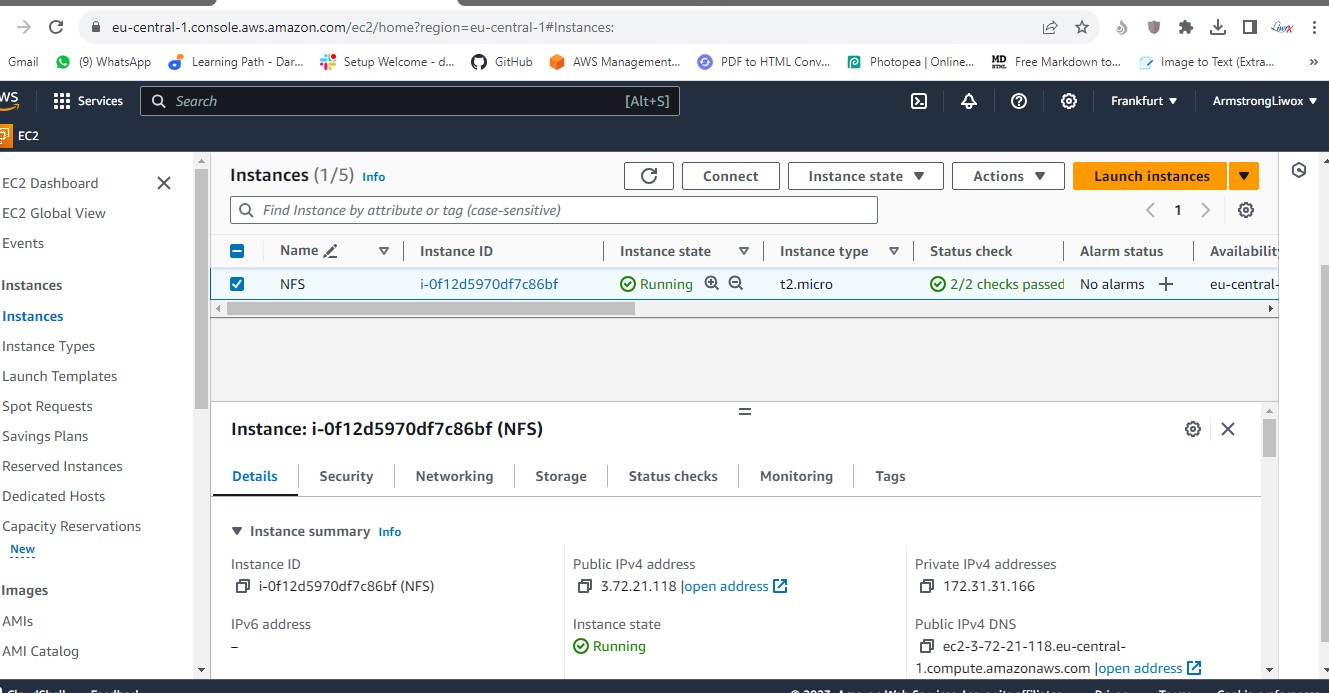 eu-central-1.console.aws.amazon.com/ec2/home?region=eu-central-1#Instances:
Gmail (9) WhatsApp Learning Path - Dar... Setup Welcome - d... GitHub AWS Management... PDF to HTML Conv... Photopea | Online... MD Free Markdown to... Image to Text (Extra... »
Services Search [Alt+S] Frankfurt ▼ ArmstrongLiwox ▼
EC2
EC2 Dashboard
EC2 Global View
Events
Instances
Instances
Instance Types
Launch Templates
Spot Requests
Savings Plans
Reserved Instances
Dedicated Hosts
Capacity Reservations
New
Images
AMIs
AMI Catalog
Instances (1/5) Info Connect Instance state ▼ Actions ▼ Launch instances ▼
Find Instance by attribute or tag (case-sensitive) 1
Name Instance ID Instance state Instance type Status check Alarm status Availability
NFS i-0f12d5970df7c86bf Running t2.micro 2/2 checks passed No alarms + eu-central-
Instance: i-0f12d5970df7c86bf (NFS)
Details Security Networking Storage Status checks Monitoring Tags
▼ Instance summary Info
Instance ID
i-0f12d5970df7c86bf (NFS)
Public IPv4 address
3.72.21.118 |open address
Private IPv4 addresses
172.31.31.166
IPv6 address
–
Instance state
Running
Public IPv4 DNS
ec2-3-72-21-118.eu-central-
1.compute.amazonaws.com |open address